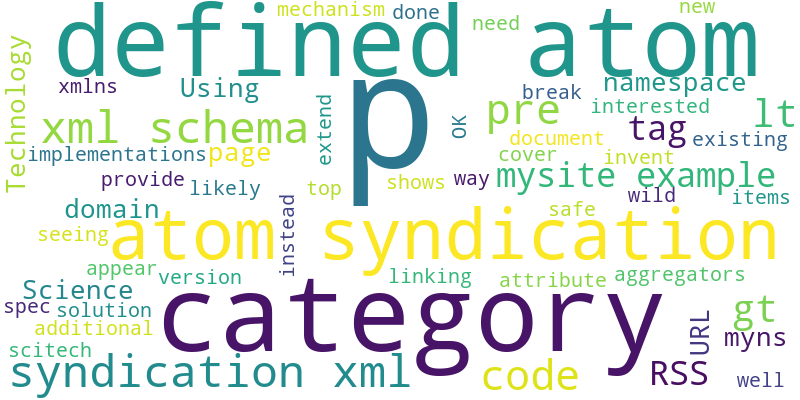 mechanism done need new
defined atom
xmlns Using p break namespace
Technology xml schema extend OK pre interested lt
document tag existing
implementations page cover invent
provide likely top shows way mysite example
domain wild items
safe
seeing atom syndication
instead
appear version linking attribute aggregators
Science category
spec solution URL gt
additional myns
scitech
syndication xml code RSS well